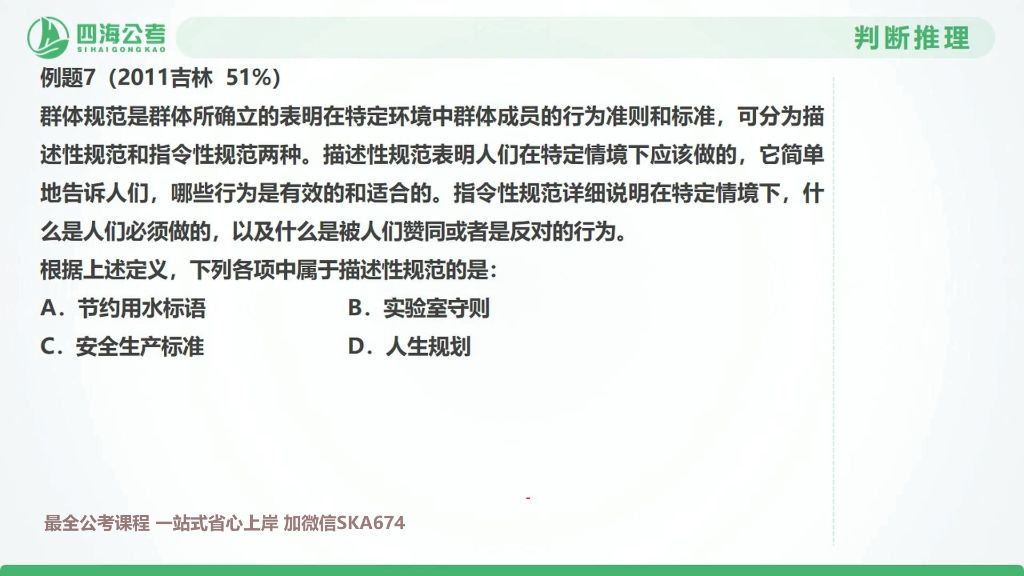 四海公考
SIHAIGONGKAO
判断推理
例题7（2011吉林 51%）
群体规范是群体所确立的表明在特定环境中群体成员的行为准则和标准，可分为描
述性规范和指令性规范两种。描述性规范表明人们在特定情境下应该做的，它简单
地告诉人们，哪些行为是有效的和适合的。指令性规范详细说明在特定情境下，什
么是人们必须做的，以及什么是被人们赞同或者是反对的行为。
根据上述定义，下列各项中属于描述性规范的是：
A．节约用水标语 B．实验室守则
C．安全生产标准 D．人生规划
最全公考课程 一站式省心上岸 加微信SKA674